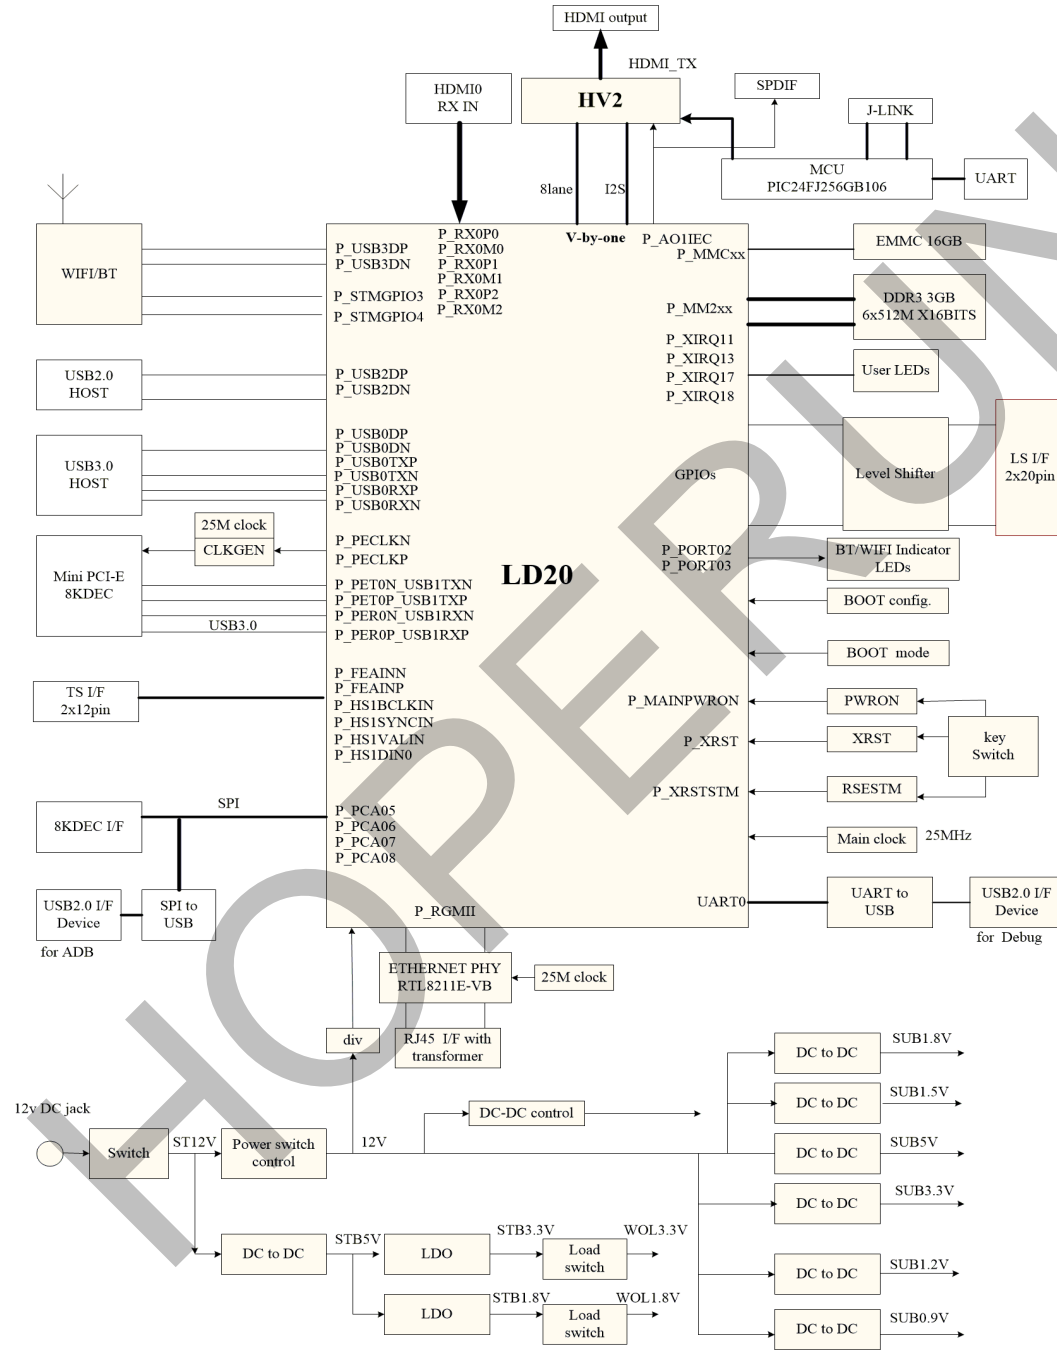 HDMI output
HDMI_TX
HDMI0
RX IN
HV2
SPDIF
J-LINK
MCU
PIC24FJ256GB106
UART
8lane
I2S
V-by-one
P_AO1IEC
P_MMCxx
EMMC 16GB
WIFI/BT
P_USB3DP
P_USB3DN
P_STMGPIO3
P_STMGPIO4
P_RX0P0
P_RX0M0
P_RX0P1
P_RX0M1
P_RX0P2
P_RX0M2
P_MM2xx
DDR3 3GB
6x512M X16BITS
P_XIRQ11
P_XIRQ13
P_XIRQ17
P_XIRQ18
User LEDs
USB2.0
HOST
P_USB2DP
P_USB2DN
USB3.0
HOST
P_USB0DP
P_USB0DN
P_USB0TXP
P_USB0TXN
P_USB0RXP
P_USB0RXN
GPIOs
Level Shifter
LS I/F
2x20pin
25M clock
CLKGEN
P_PECLKN
P_PECLKP
Mini PCI-E
8KDEC
USB3.0
P_PET0N_USB1TXN
P_PET0P_USB1TXP
P_PER0N_USB1RXN
P_PER0P_USB1RXP
LD20
P_PORT02
P_PORT03
BT/WIFI Indicator
LEDs
BOOT config.
BOOT mode
TS I/F
2x12pin
P_FEAINN
P_FEAINP
P_HS1BCLKIN
P_HS1SYNCIN
P_HS1VALIN
P_HS1DIN0
P_MAINPWRON
PWRON
P_XRST
XRST
key
Switch
P_XRSTSTM
RSESTM
8KDEC I/F
SPI
P_PCA05
P_PCA06
P_PCA07
P_PCA08
Main clock
25MHz
USB2.0 I/F
Device
for ADB
SPI to
USB
P_RGMII
UART0
UART to
USB
USB2.0 I/F
Device
for Debug
ETHERNET PHY
RTL8211E-VB
25M clock
div
RJ45 I/F with
transformer
12v DC jack
Switch
ST12V
Power switch
control
12V
DC-DC control
DC to DC
SUB1.8V
DC to DC
SUB1.5V
DC to DC
SUB5V
DC to DC
SUB3.3V
DC to DC
SUB1.2V
DC to DC
SUB0.9V
DC to DC
STB5V
LDO
STB3.3V
Load
switch
WOL3.3V
LDO
STB1.8V
Load
switch
WOL1.8V
HOPERUN